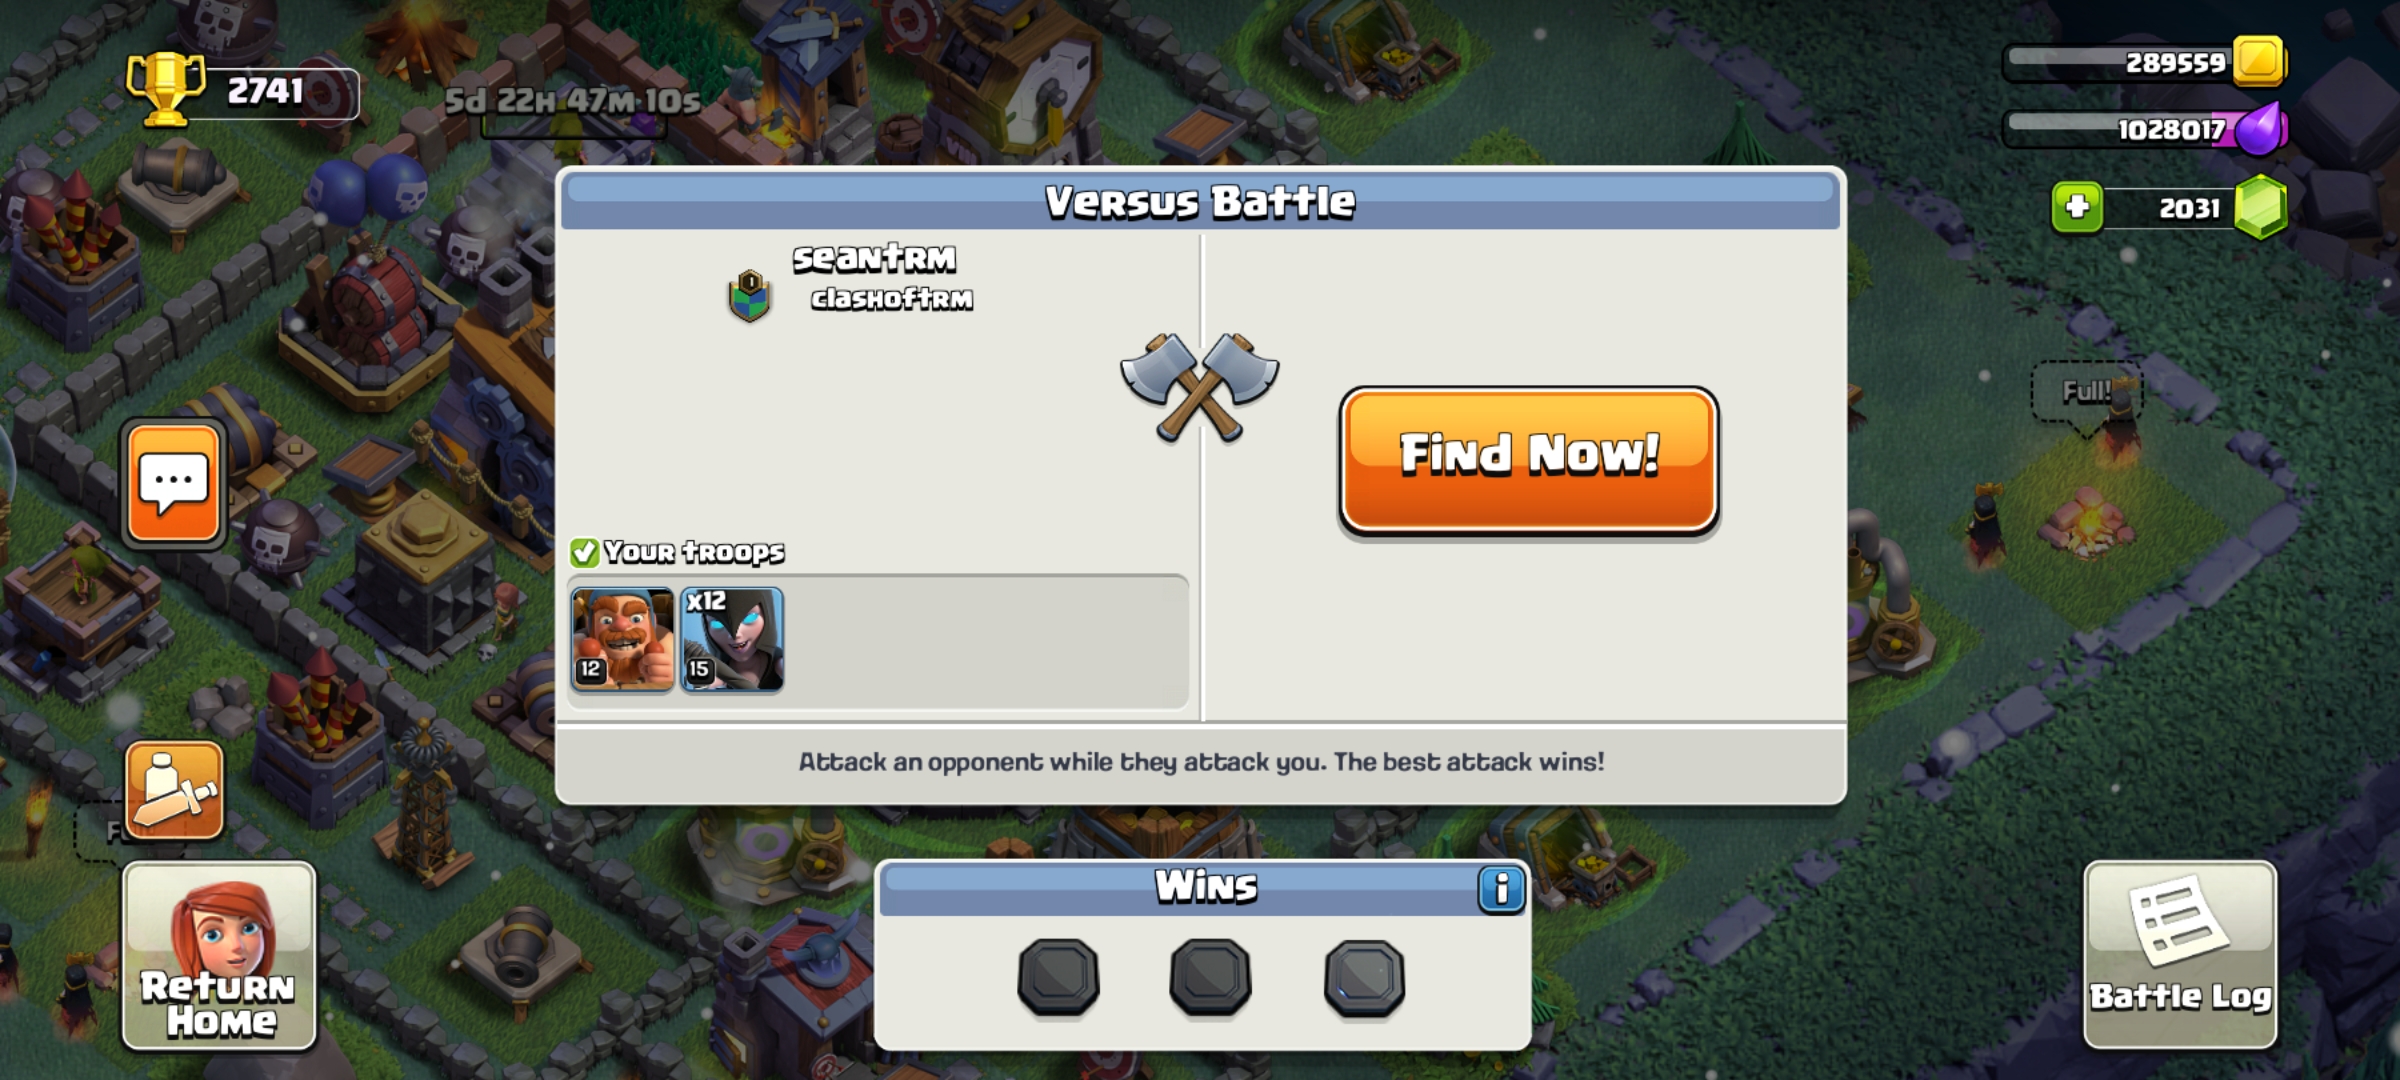 2741
5d 22H 47M 10s
289559
1028017
2031
Versus Battle
seantrm
1
clashoftrm
Find Now!
Full!
Your troops
x12
12
15
Attack an opponent while they attack you. The best attack wins!
Wins
i
Return
Home
Battle Log